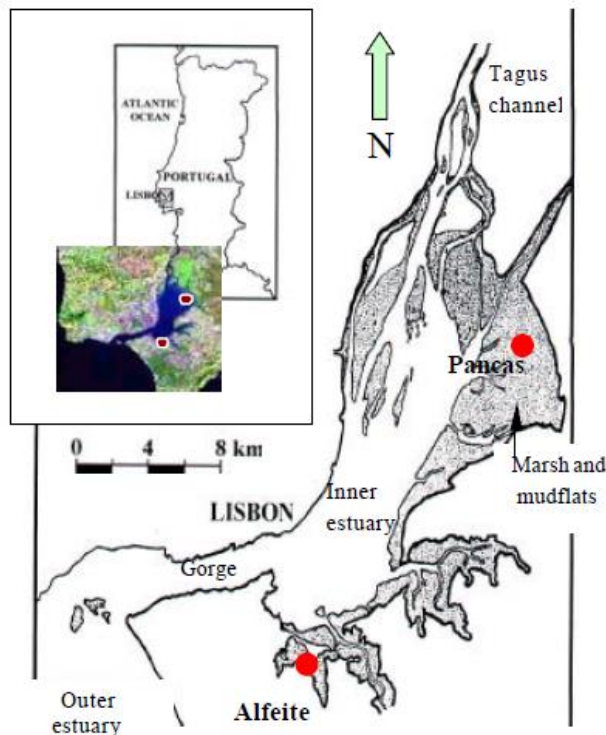 ATLANTIC
OCEAN
PORTUGAL
LISBON
Tagus
channel
N
Pancas
0 4 8 km
Marsh and
mudflats
Inner
estuary
LISBON
Gorge
Outer
estuary
Alfeite